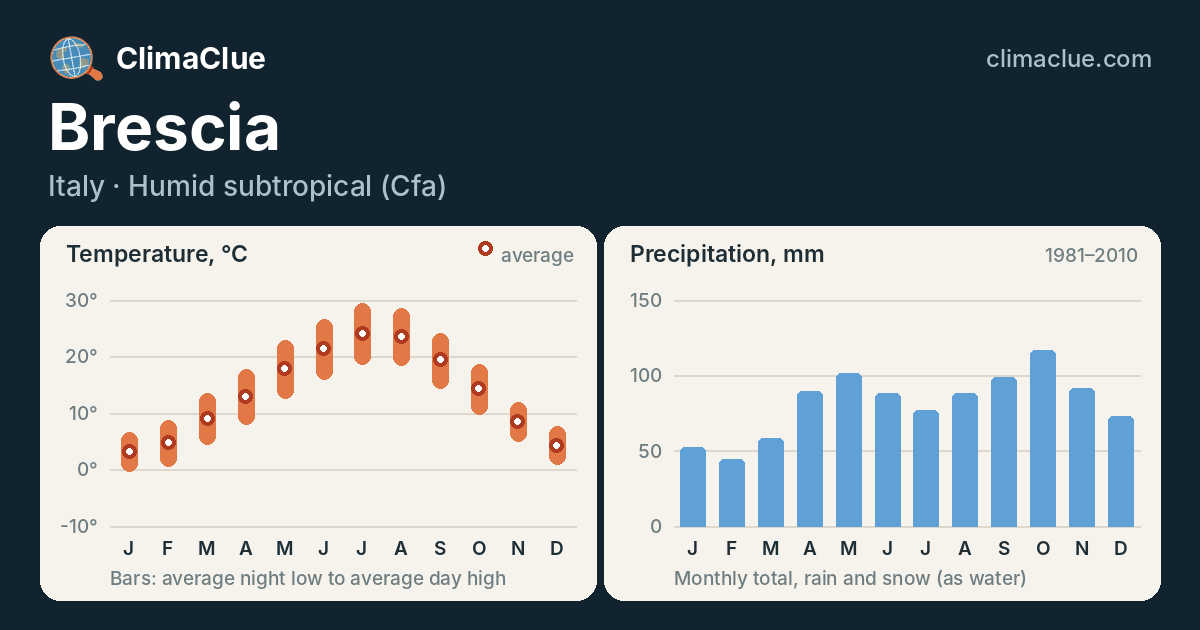 ClimaClue
climaclue.com
Brescia
Italy · Humid subtropical (Cfa)
Temperature, °C
average
30°
20°
10°
0°
-10°
J F M A M J J A S O N D
Bars: average night low to average day high
Precipitation, mm
1981–2010
150
100
50
0
J F M A M J J A S O N D
Monthly total, rain and snow (as water)